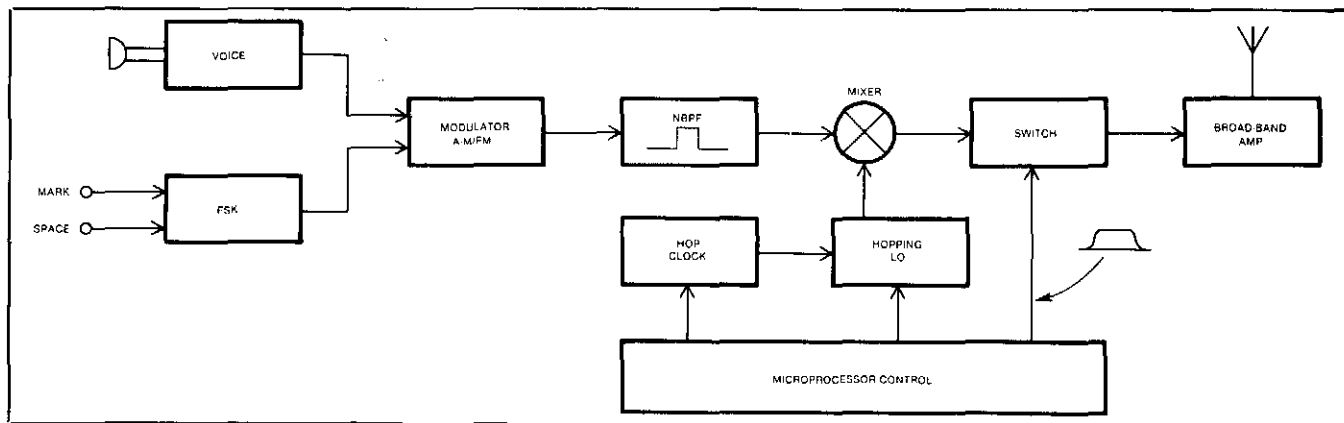 VOICE
MODULATOR
A-M/FM
NBPF
MIXER
SWITCH
BROAD-BAND
AMP
MARK
SPACE
FSK
HOP
CLOCK
HOPPING
LO
MICROPROCESSOR CONTROL